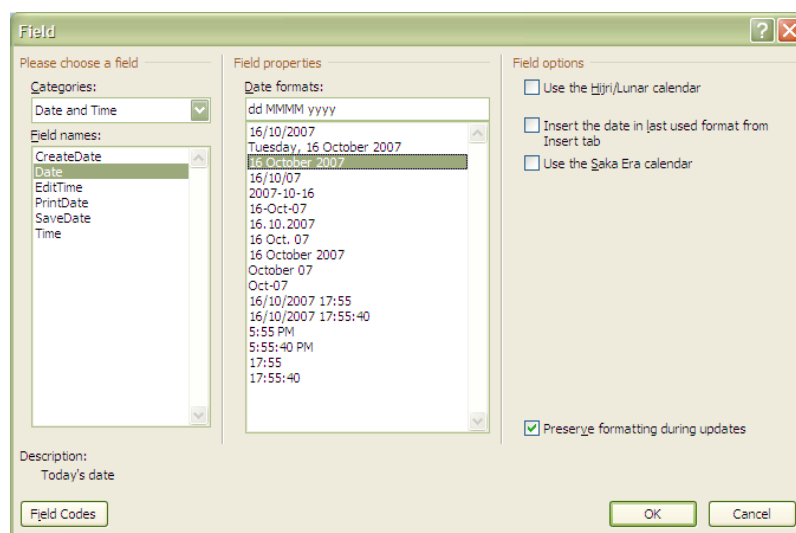 Field
Please choose a field
Categories:
Date and Time
Field names:
CreateDate
Date
EditTime
PrintDate
SaveDate
Time
Field properties
Date formats:
dd MMMM yyyy
16/10/2007
Tuesday, 16 October 2007
16 October 2007
16/10/07
2007-10-16
16-Oct-07
16.10.2007
16 Oct. 07
16 October 2007
October 07
Oct-07
16/10/2007 17:55
16/10/2007 17:55:40
5:55 PM
5:55:40 PM
17:55
17:55:40
Field options
Use the Hijri/Lunar calendar
Insert the date in last used format from
Insert tab
Use the Saka Era calendar
Preserve formatting during updates
Description:
Today's date
Field Codes
OK
Cancel